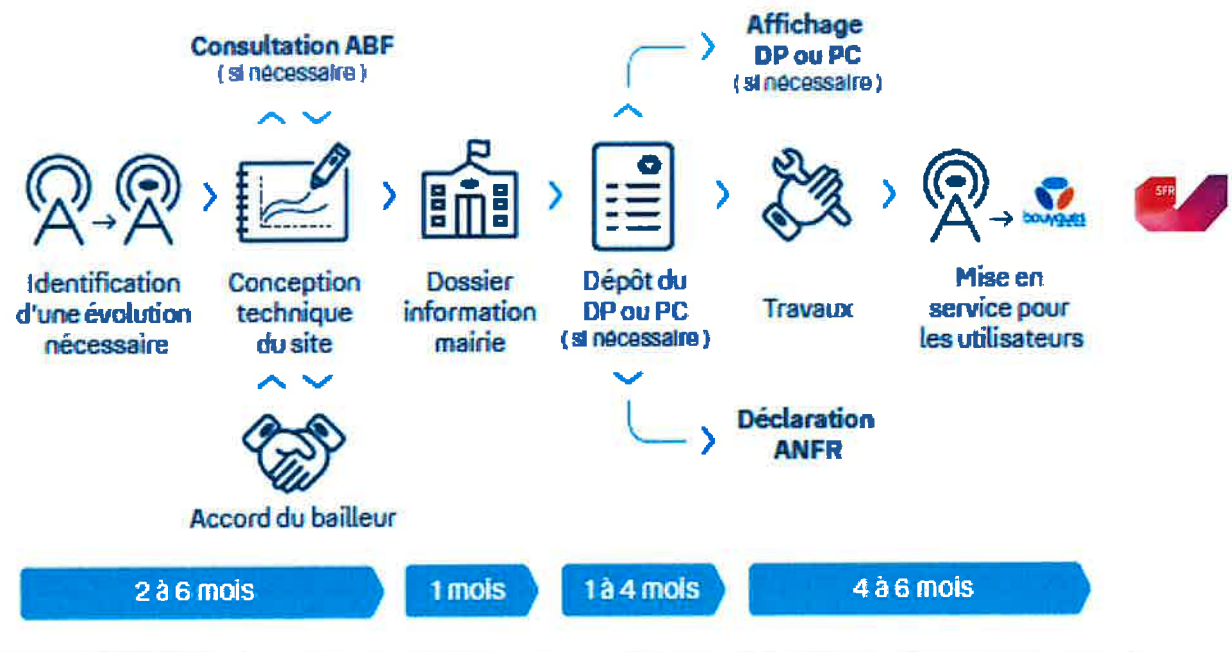 Consultation ABF
(si nécessaire)
Affichage
DP ou PC
(si nécessaire)
Identification
d'une évolution
nécessaire
Conception
technique
du site
Dossier
information
mairie
Dépôt du
DP ou PC
(si nécessaire)
Travaux
Mise en
service pour
les utilisateurs
bouygues
SFR
Accord du bailleur
Déclaration
ANFR
2 à 6 mois
1 mois
1 à 4 mois
4 à 6 mois